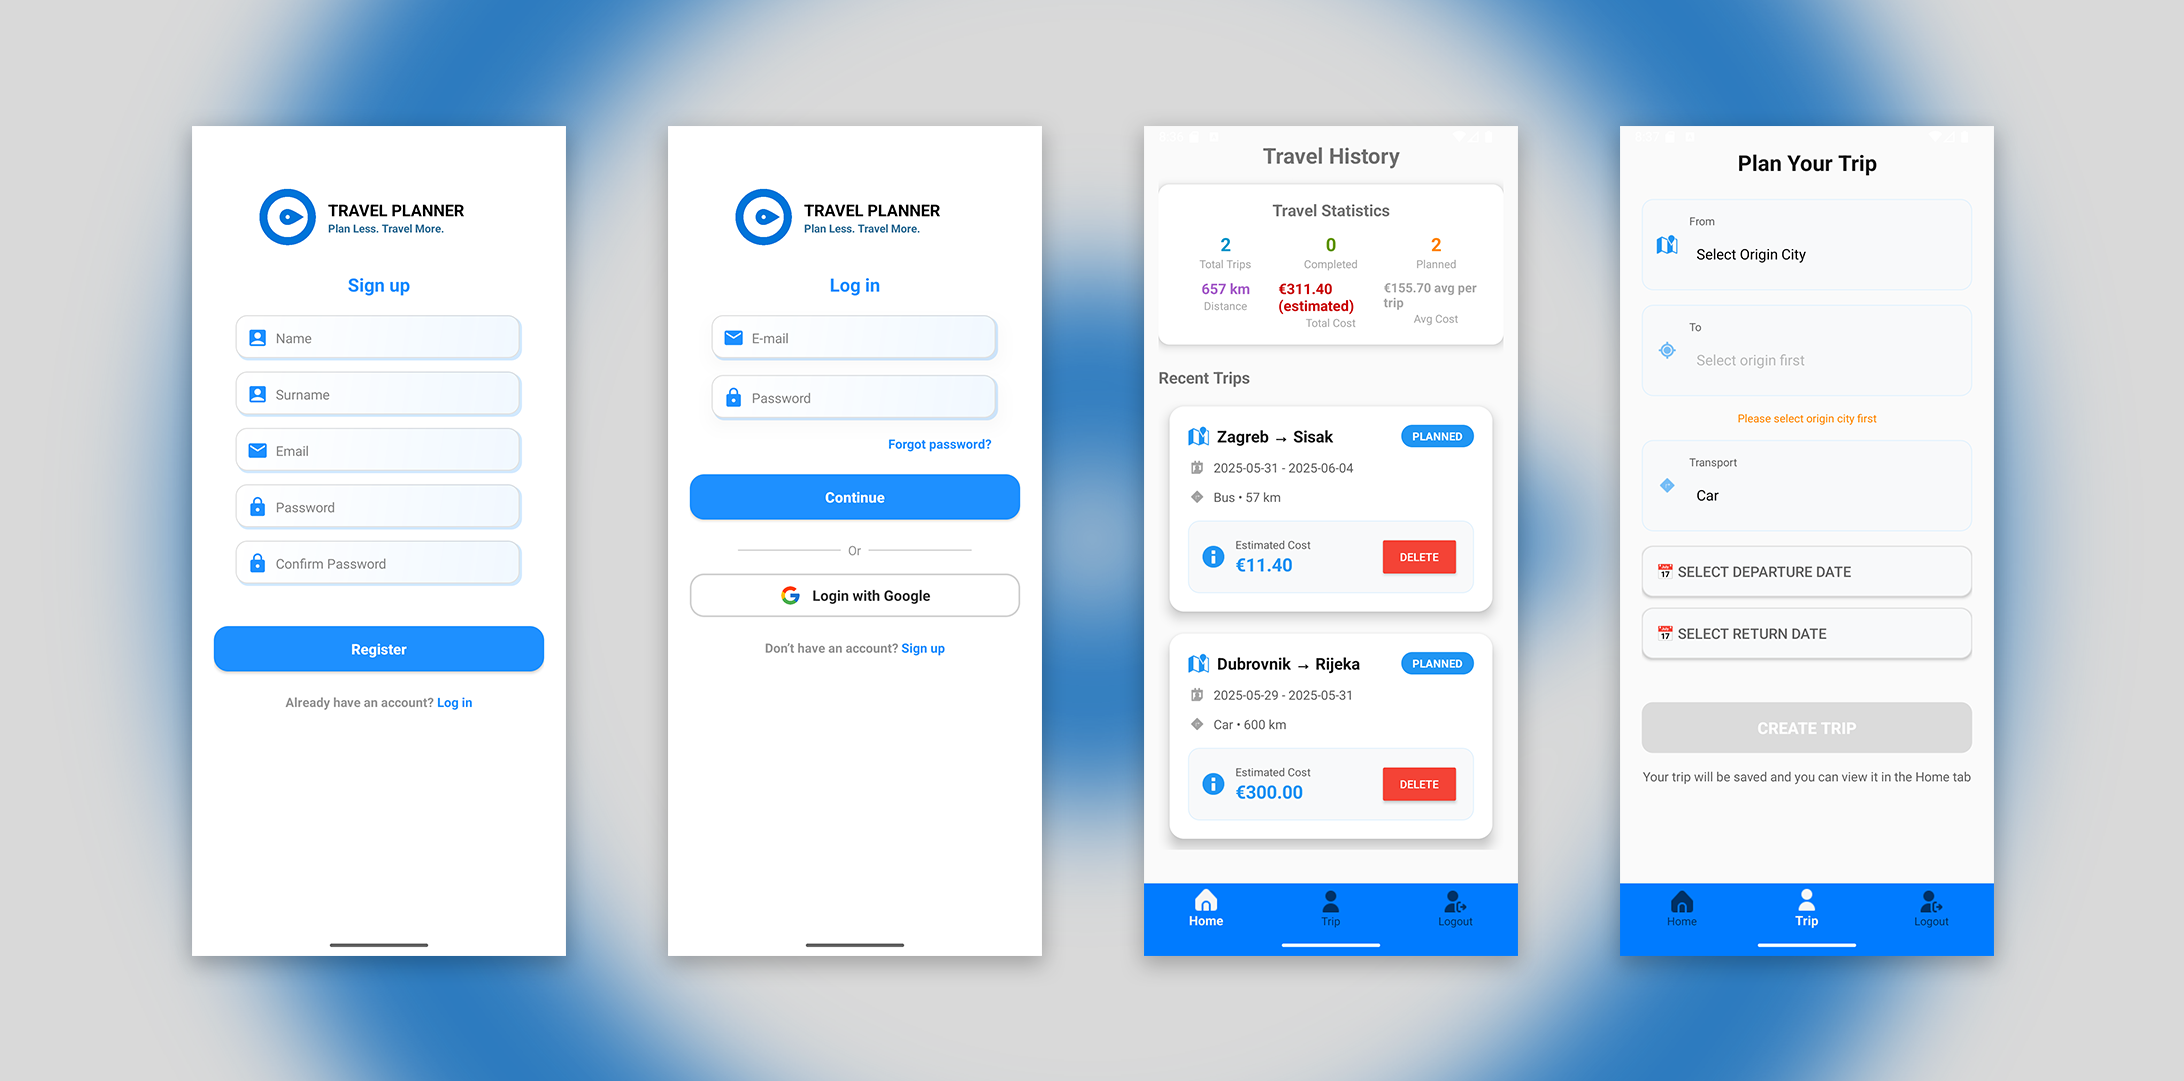 TRAVEL PLANNER
Plan Less. Travel More.
Sign up
Name
Surname
Email
Password
Confirm Password
Register
Already have an account? Log in
TRAVEL PLANNER
Plan Less. Travel More.
Log in
E-mail
Password
Forgot password?
Continue
Or
Login with Google
Don't have an account? Sign up
Travel History
Travel Statistics
2
Total Trips
0
Completed
2
Planned
657 km
Distance
€311.40
(estimated)
Total Cost
€155.70 avg per
trip
Avg Cost
Recent Trips
Zagreb → Sisak
PLANNED
2025-05-31 - 2025-06-04
Bus • 57 km
Estimated Cost
€11.40
DELETE
Dubrovnik → Rijeka
PLANNED
2025-05-29 - 2025-05-31
Car • 600 km
Estimated Cost
€300.00
DELETE
Home
Trip
Logout
Plan Your Trip
From
Select Origin City
To
Select origin first
Please select origin city first
Transport
Car
SELECT DEPARTURE DATE
SELECT RETURN DATE
CREATE TRIP
Your trip will be saved and you can view it in the Home tab
Home
Trip
Logout